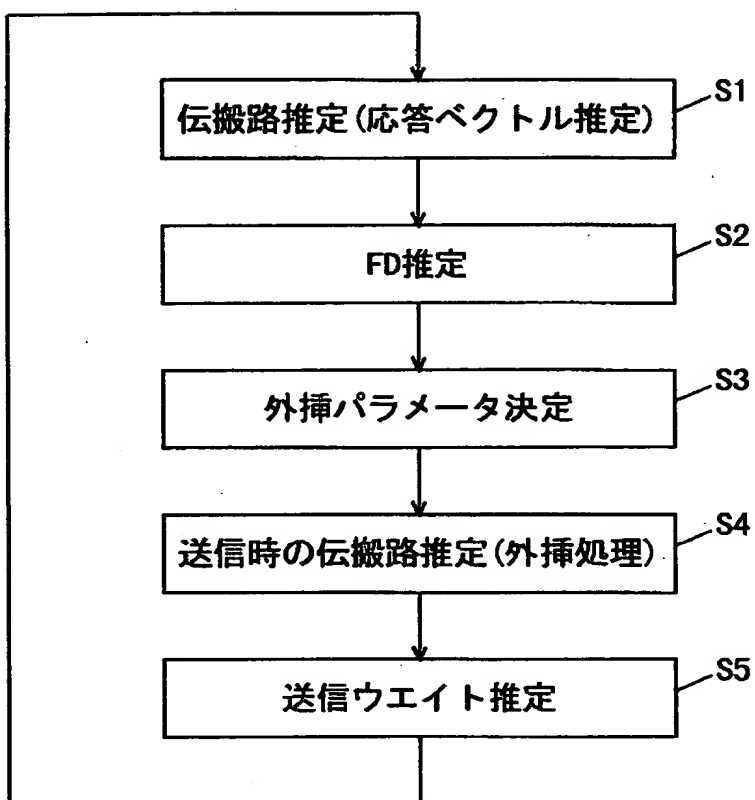 S1
伝搬路推定(応答ベクトル推定)
S2
FD推定
S3
外挿パラメータ決定
S4
送信時の伝搬路推定(外挿処理)
S5
送信ウエイト推定